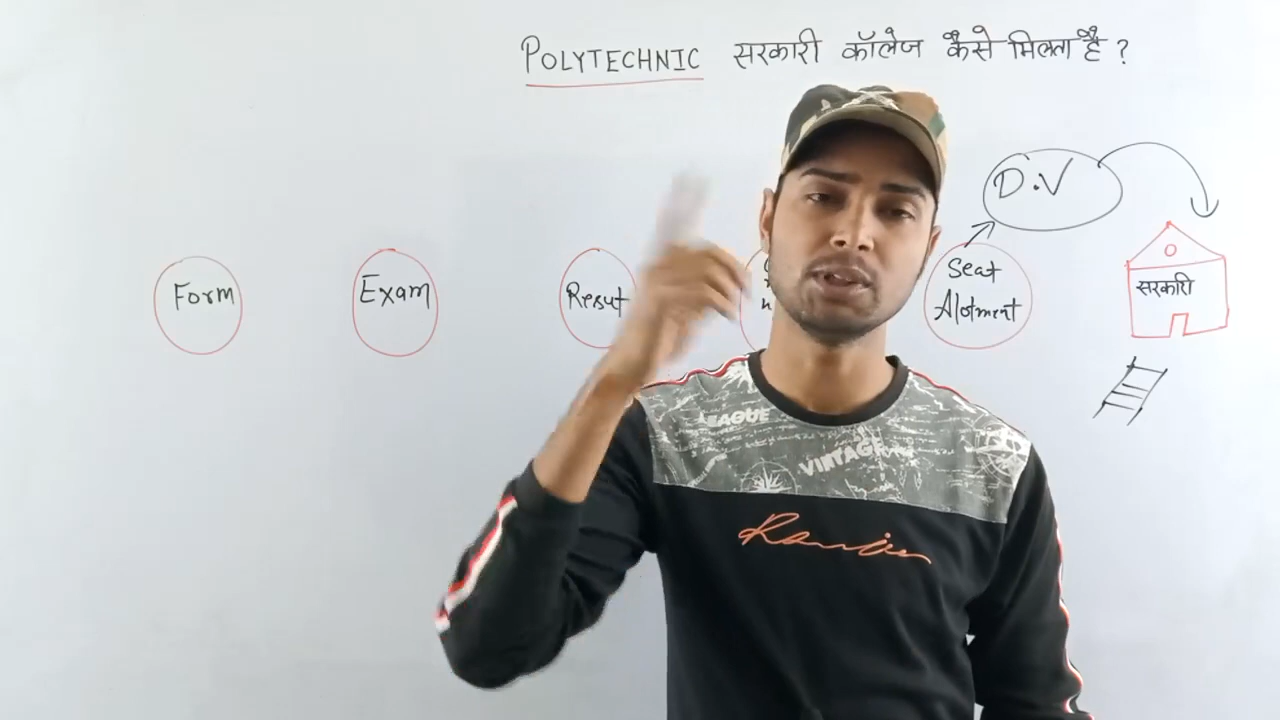 POLYTECHNIC सरकारी कॉलेज कैसे मिलता है ?
D.V
Form
Exam
Resut
Seat
Alotment
सरकारी
LEAGUE
VINTAGE